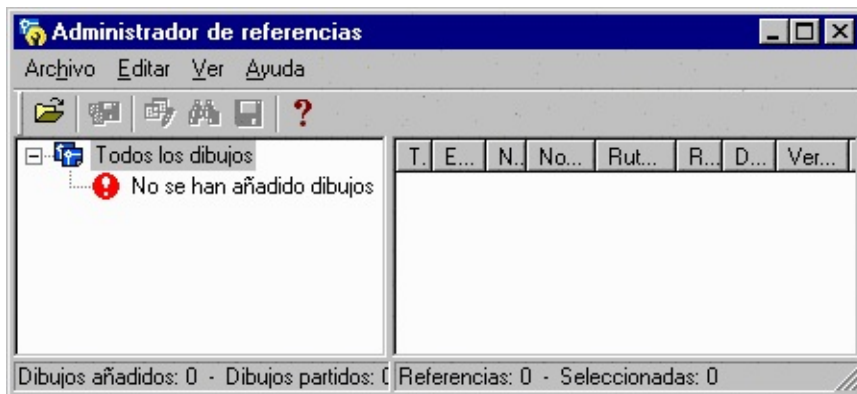 Administrador de referencias
Archivo Editar Ver Ayuda
?
Todos los dibujos
No se han añadido dibujos
T. E... N.. No... Rut... R... D... Ver...
Dibujos añadidos: 0 - Dibujos partidos: 0
Referencias: 0 - Seleccionadas: 0